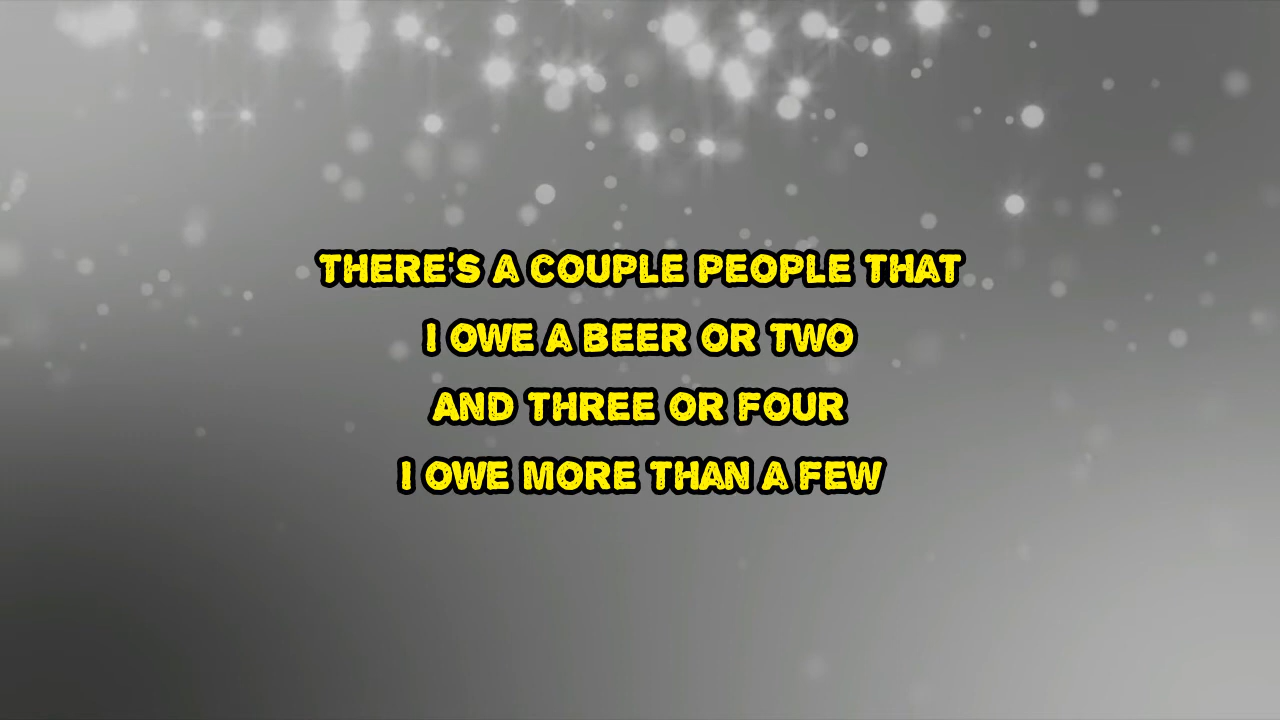 THERE'S A COUPLE PEOPLE THAT
I OWE A BEER OR TWO
AND THREE OR FOUR
I OWE MORE THAN A FEW